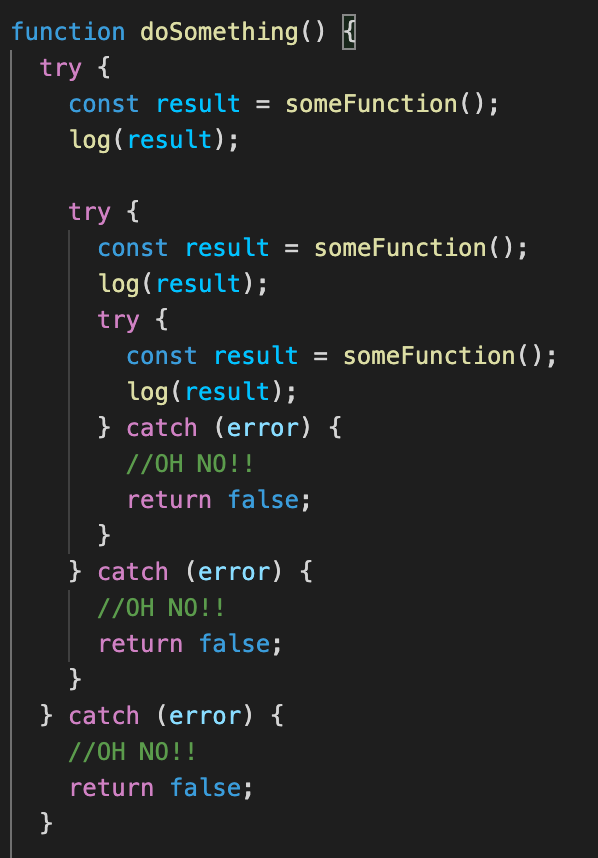 function doSomething() {
  try {
    const result = someFunction();
    log(result);

    try {
      const result = someFunction();
      log(result);
      try {
        const result = someFunction();
        log(result);
      } catch (error) {
        //OH NO!!
        return false;
      }
    } catch (error) {
      //OH NO!!
      return false;
    }
  } catch (error) {
    //OH NO!!
    return false;
  }